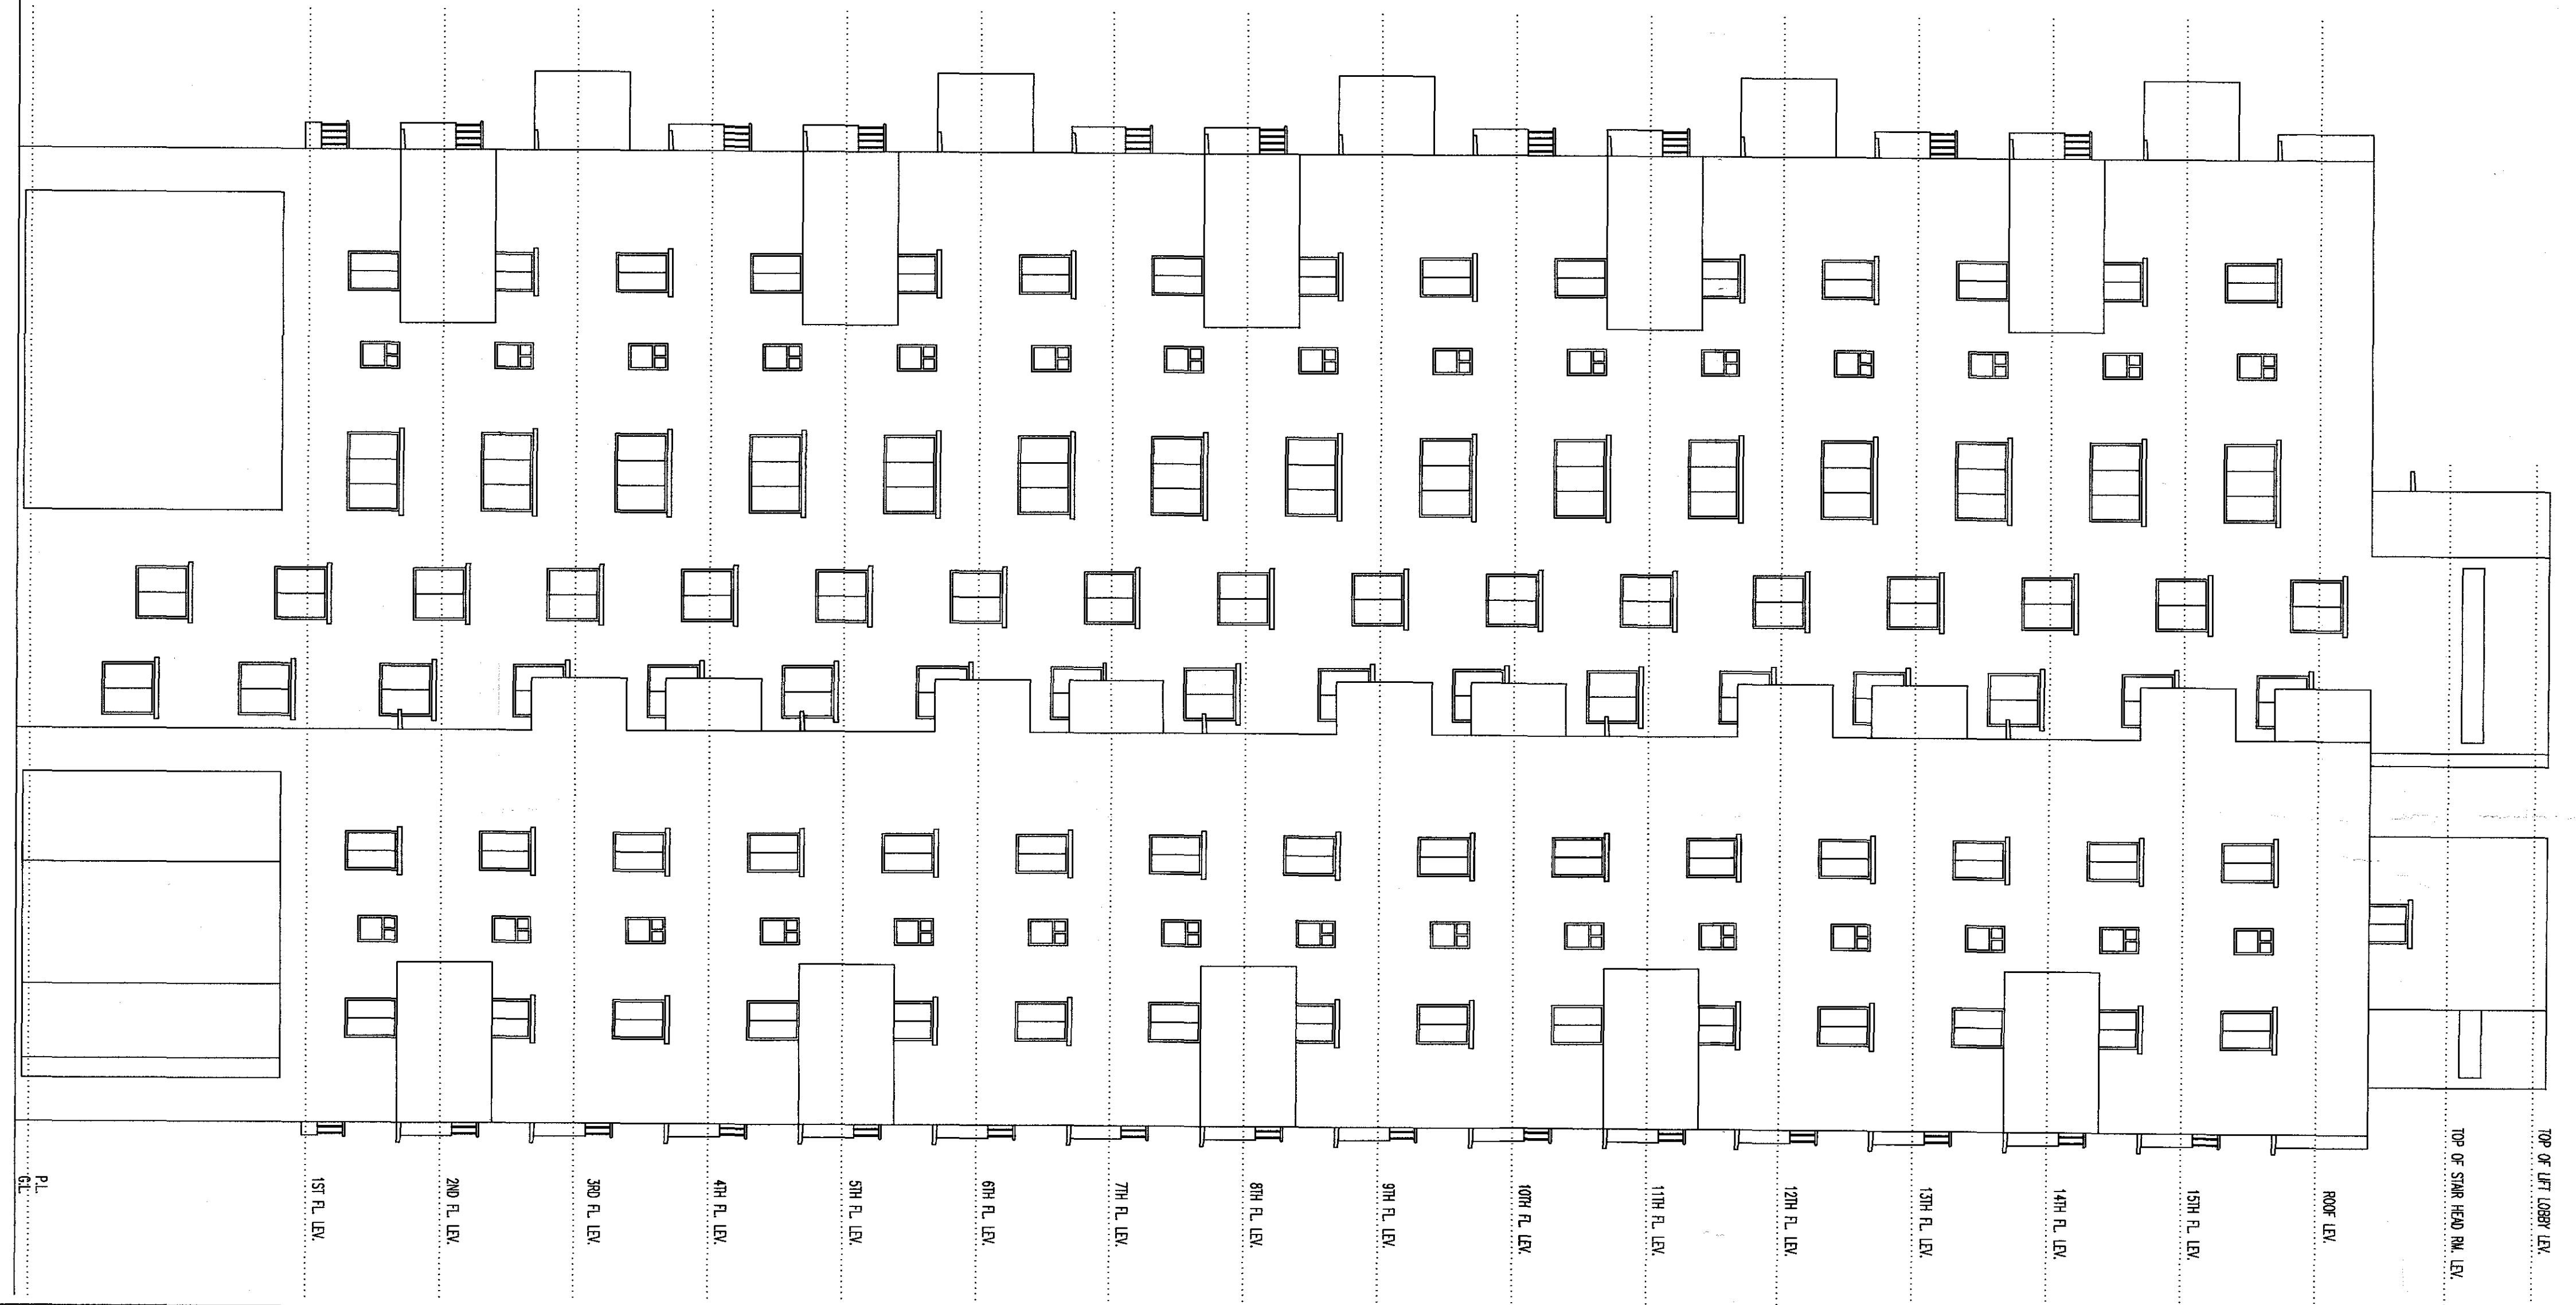 TOP OF LIFT LOBBY LEV.
TOP OF STAIR HEAD RM. LEV.
ROOF LEV.
15TH FL. LEV.
14TH FL. LEV.
13TH FL. LEV.
12TH FL. LEV.
11TH FL. LEV.
10TH FL. LEV.
9TH FL. LEV.
8TH FL. LEV.
7TH FL. LEV.
6TH FL. LEV.
5TH FL. LEV.
4TH FL. LEV.
3RD FL. LEV.
2ND FL. LEV.
1ST FL. LEV.
P.L.
G.L.